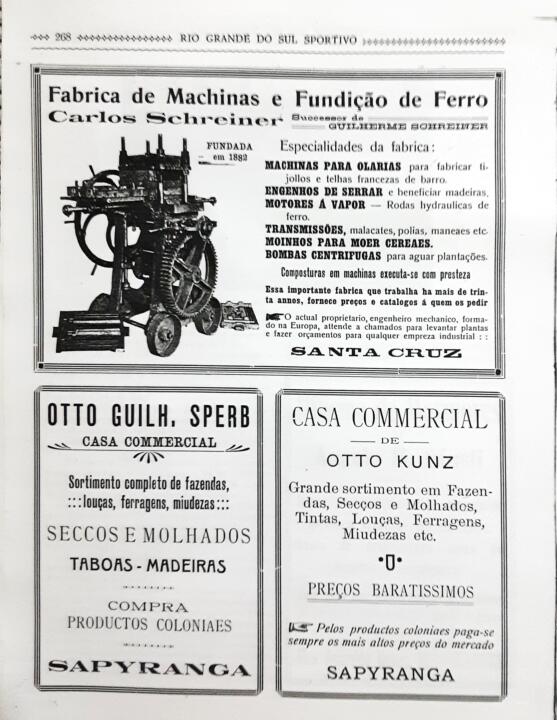 268 RIO GRANDE DO SUL SPORTIVO
Fabrica de Machinas e Fundição de Ferro
Carlos Schreiner Successor de
GUILHERME SCHREINER
FUNDADA
em 1882
Especialidades da fabrica:
MACHINAS PARA OLARIAS para fabricar ti-
jollos e telhas francezas de barro.
ENGENHOS DE SERRAR e beneficiar madeiras.
MOTORES Á VAPOR — Rodas hydraulicas de
ferro.
TRANSMISSÕES, malacates, polias, maneaes etc.
MOINHOS PARA MOER CEREAES.
BOMBAS CENTRIFUGAS para aguar plantações.
Composturas em machinas executa-se com presteza
Essa importante fabrica que trabalha ha mais de trin-
ta annos, fornece preços e catalogos á quem os pedir
O actual proprietario, engenheiro mechanico, forma-
do na Europa, attende a chamados para levantar plantas
e fazer orçamentos para qualquer empreza industrial : :
SANTA CRUZ
OTTO GUILH. SPERB
CASA COMMERCIAL
Sortimento completo de fazendas,
:::louças, ferragens, miudezas:::
SECCOS E MOLHADOS
TABOAS - MADEIRAS
COMPRA
PRODUCTOS COLONIAES
SAPYRANGA
CASA COMMERCIAL
— DE —
OTTO KUNZ
Grande sortimento em Fazen-
das, Secços e Molhados,
Tintas, Louças, Ferragens,
Miudezas etc.
PREÇOS BARATISSIMOS
Pelos productos coloniaes paga-se
sempre os mais altos preços do mercado
SAPYRANGA